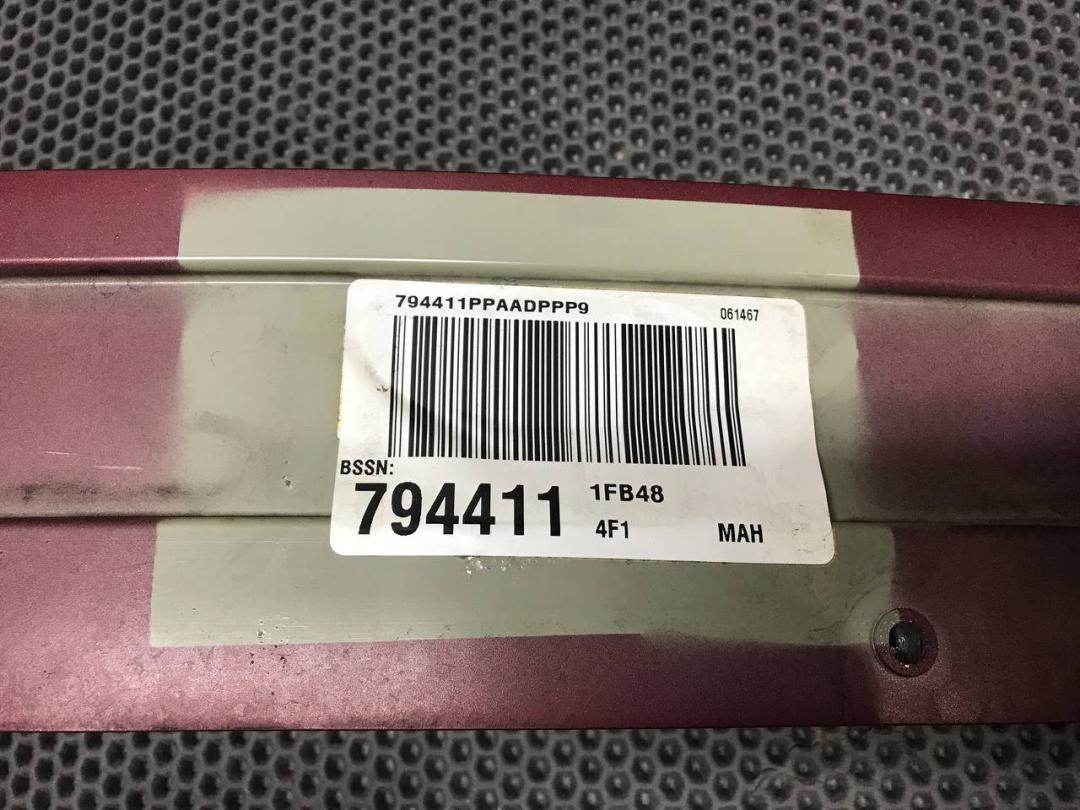 794411PPAADPPP9
061467
BSSN:
794411
1FB48
4F1
MAH